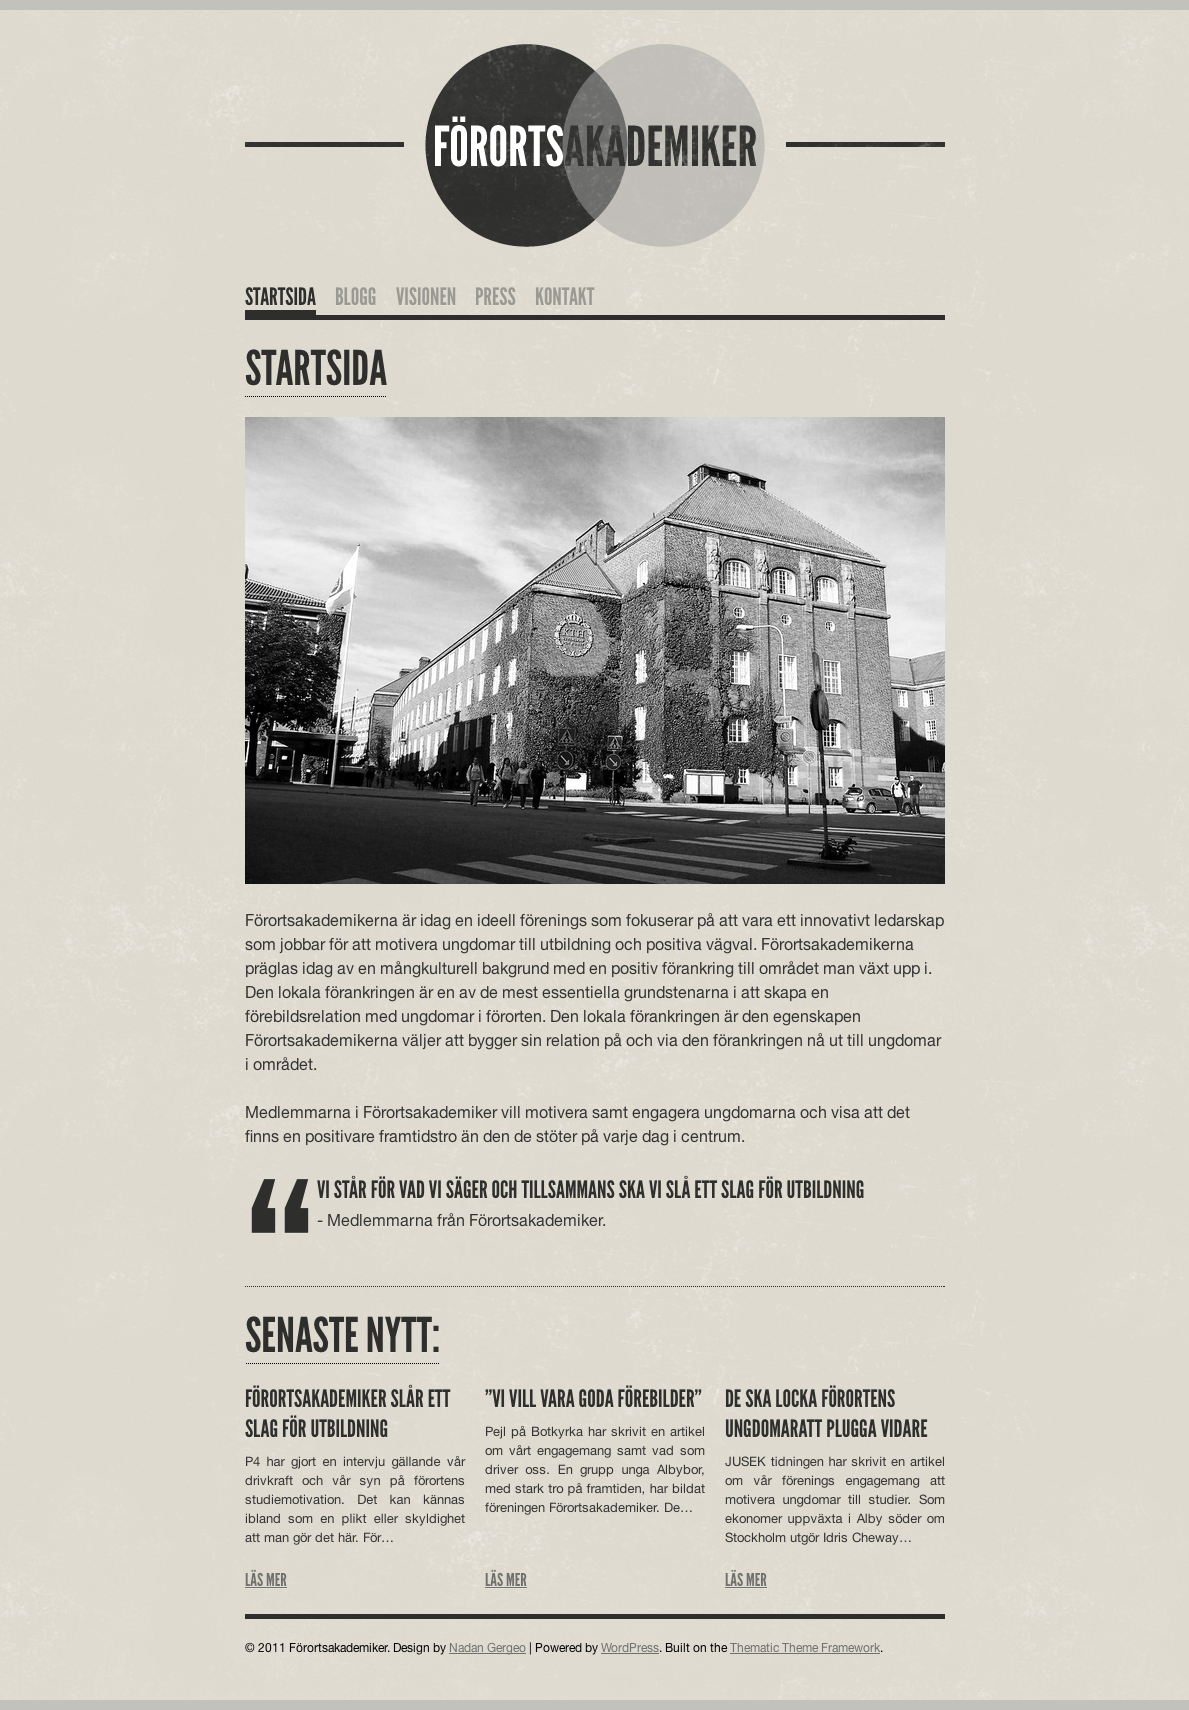 FÖRORTSAKADEMIKER
STARTSIDA BLOGG VISIONEN PRESS KONTAKT
STARTSIDA
KTH
Förortsakademikerna är idag en ideell förenings som fokuserar på att vara ett innovativt ledarskap
som jobbar för att motivera ungdomar till utbildning och positiva vägval. Förortsakademikerna
präglas idag av en mångkulturell bakgrund med en positiv förankring till området man växt upp i.
Den lokala förankringen är en av de mest essentiella grundstenarna i att skapa en
förebildsrelation med ungdomar i förorten. Den lokala förankringen är den egenskapen
Förortsakademikerna väljer att bygger sin relation på och via den förankringen nå ut till ungdomar
i området.
Medlemmarna i Förortsakademiker vill motivera samt engagera ungdomarna och visa att det
finns en positivare framtidstro än den de stöter på varje dag i centrum.
“ VI STÅR FÖR VAD VI SÄGER OCH TILLSAMMANS SKA VI SLÅ ETT SLAG FÖR UTBILDNING
- Medlemmarna från Förortsakademiker.
SENASTE NYTT:
FÖRORTSAKADEMIKER SLÅR ETT
SLAG FÖR UTBILDNING
P4 har gjort en intervju gällande vår
drivkraft och vår syn på förortens
studiemotivation. Det kan kännas
ibland som en plikt eller skyldighet
att man gör det här. För…
LÄS MER
”VI VILL VARA GODA FÖREBILDER”
Pejl på Botkyrka har skrivit en artikel
om vårt engagemang samt vad som
driver oss. En grupp unga Albybor,
med stark tro på framtiden, har bildat
föreningen Förortsakademiker. De…
LÄS MER
DE SKA LOCKA FÖRORTENS
UNGDOMARATT PLUGGA VIDARE
JUSEK tidningen har skrivit en artikel
om vår förenings engagemang att
motivera ungdomar till studier. Som
ekonomer uppväxta i Alby söder om
Stockholm utgör Idris Cheway…
LÄS MER
© 2011 Förortsakademiker. Design by Nadan Gergeo | Powered by WordPress. Built on the Thematic Theme Framework.